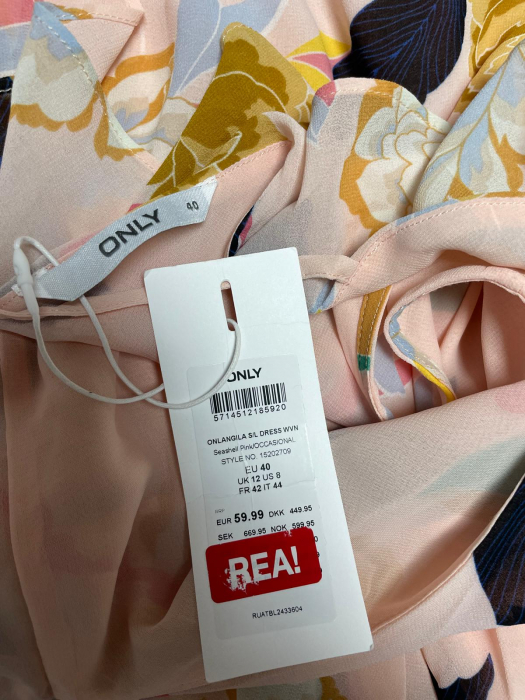 ONLY 40
ONLY
5714512185920
ONLANGILA S/L DRESS WVN
Seashell Pink/OCCASIONAL
STYLE NO. 15202709
EU 40
UK 12 US 8
FR 42 IT 44
RRP
EUR 59.99 DKK 449.95
SEK 669.95 NOK 599.95
REA!
RUATBL2433604